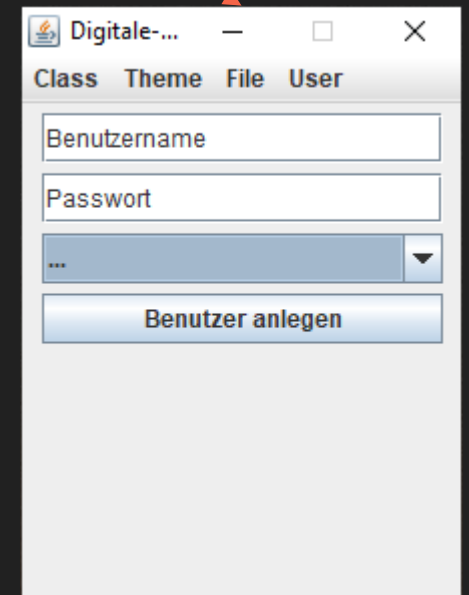 Digitale-...
Class Theme File User
Benutzername
Passwort
...
Benutzer anlegen